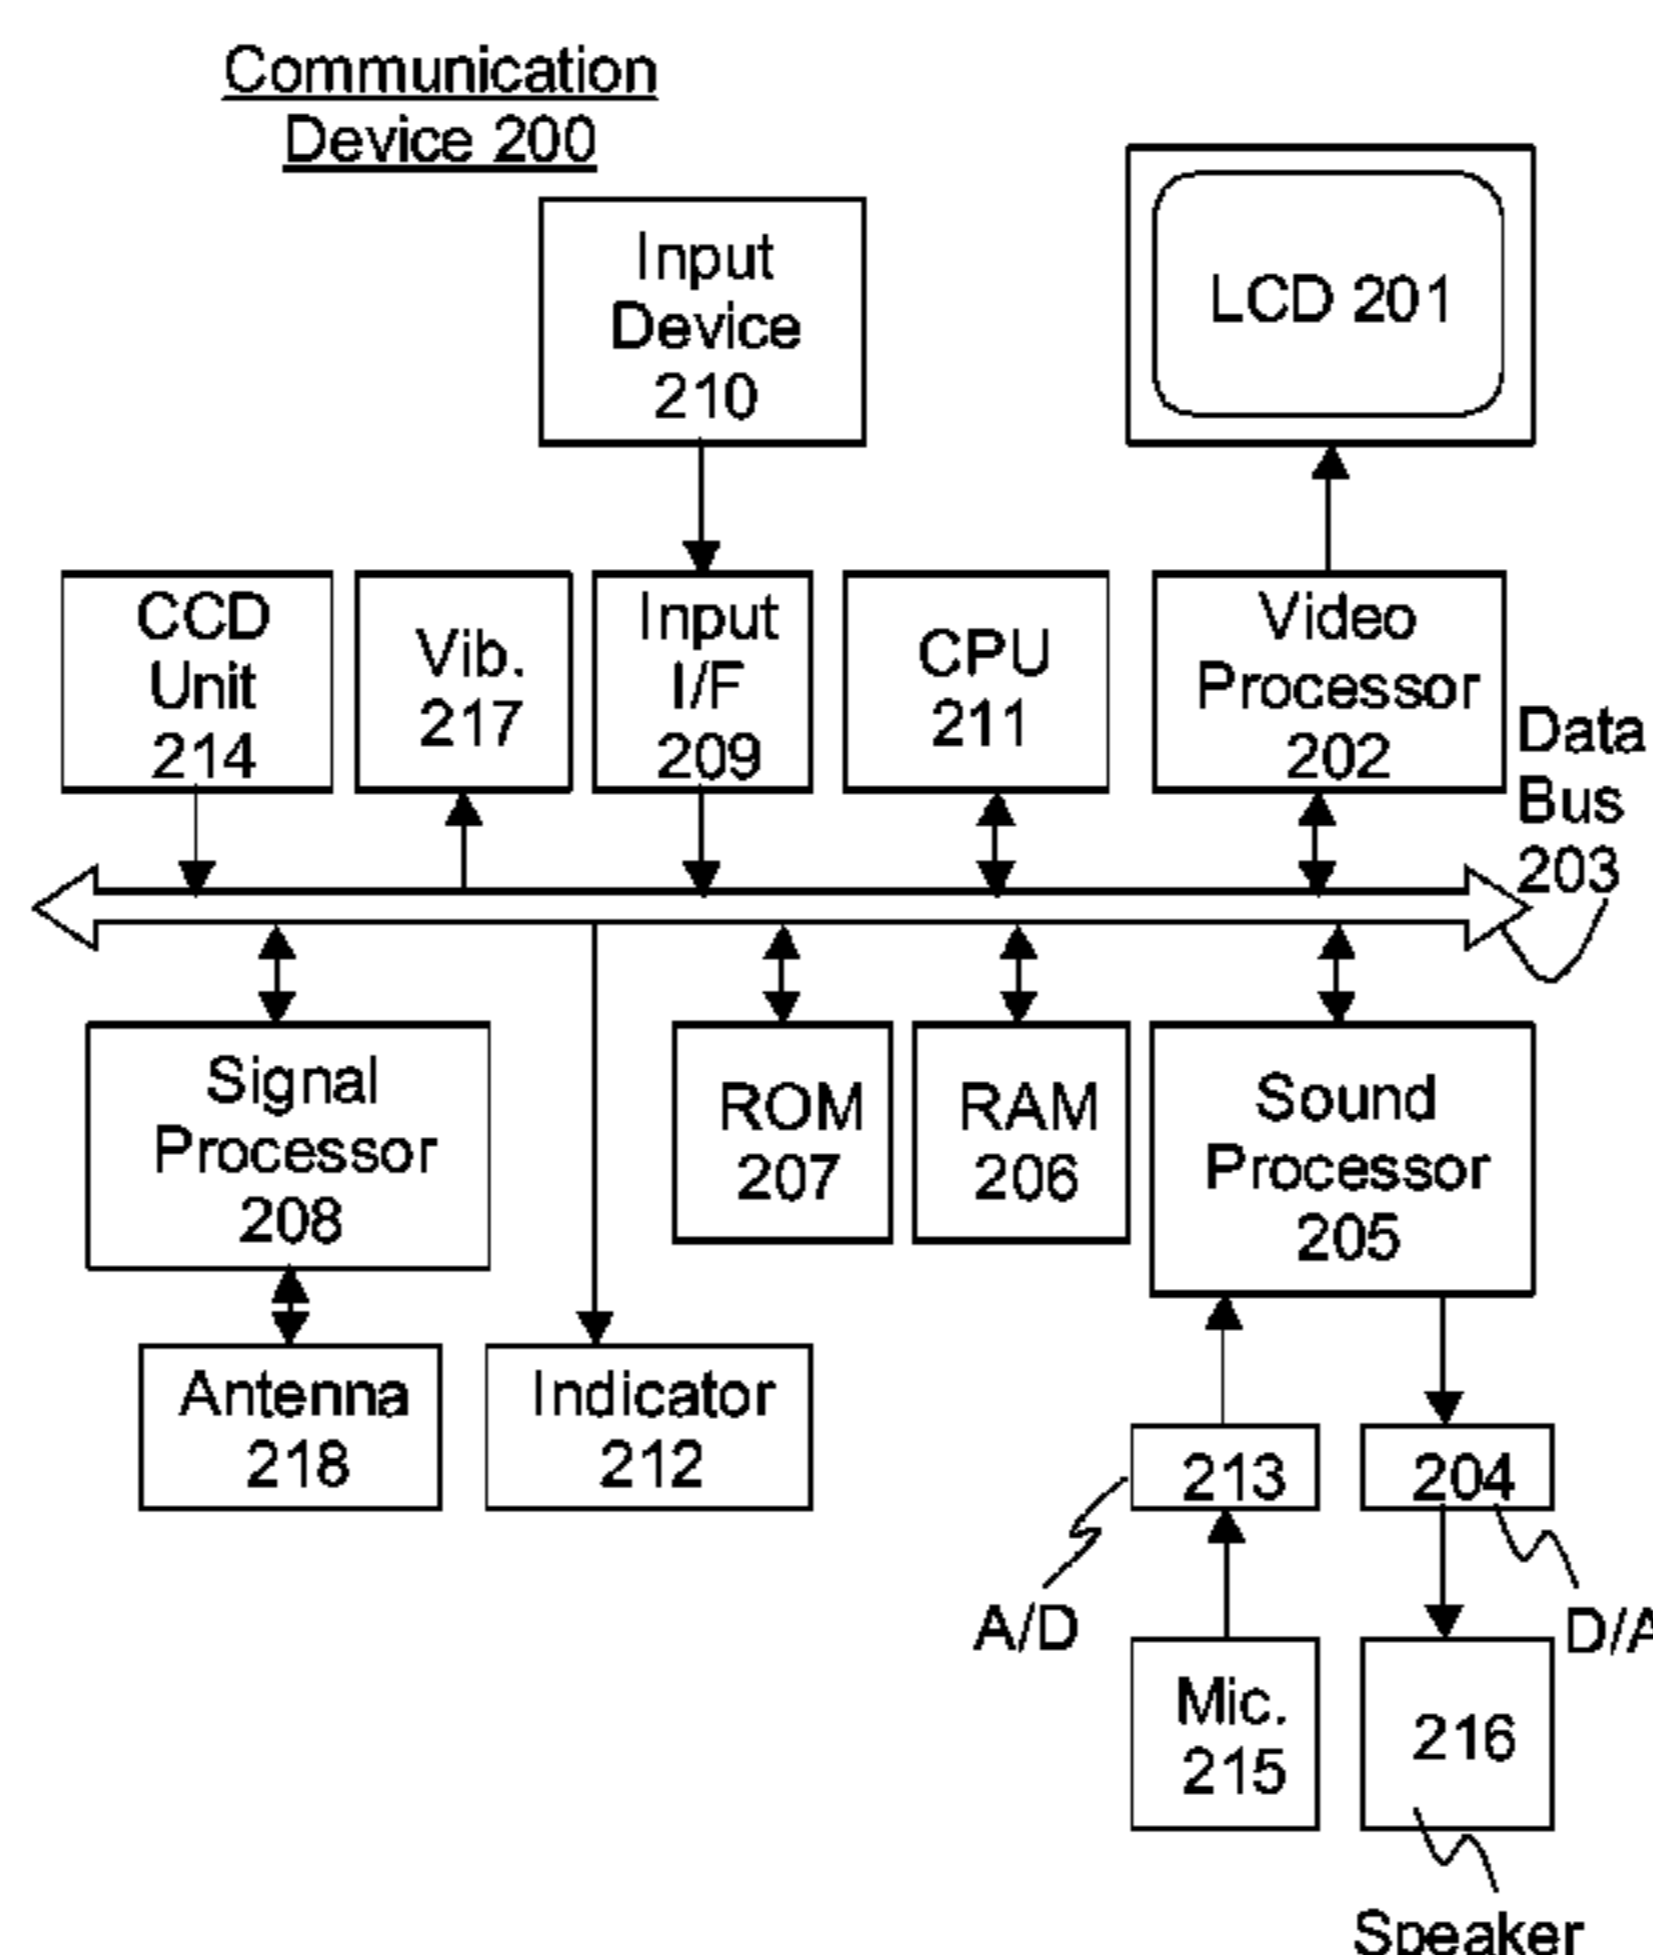 Communication
Device 200
Input
Device
210
LCD 201
CCD
Unit
214
Vib.
217
Input
I/F
209
CPU
211
Video
Processor
202
Data
Bus
203
Signal
Processor
208
ROM
207
RAM
206
Sound
Processor
205
Antenna
218
Indicator
212
213
204
A/D
D/A
Mic.
215
216
Speaker